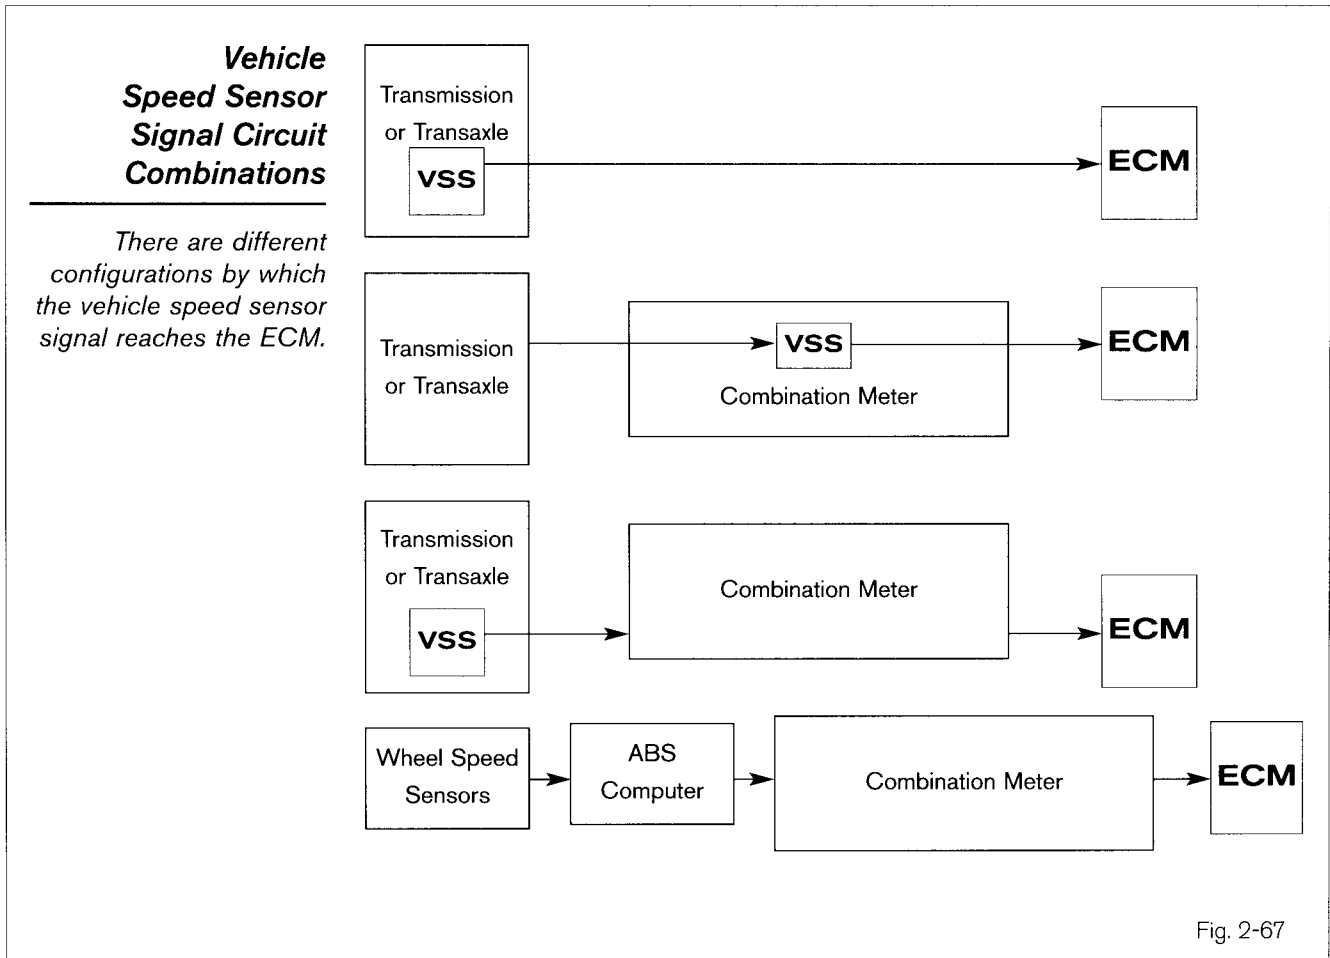 Vehicle
Speed Sensor
Signal Circuit
Combinations
There are different
configurations by which
the vehicle speed sensor
signal reaches the ECM.
Transmission
or Transaxle
VSS
ECM
Transmission
or Transaxle
VSS
Combination Meter
ECM
Transmission
or Transaxle
VSS
Combination Meter
ECM
Wheel Speed
Sensors
ABS
Computer
Combination Meter
ECM
Fig. 2-67